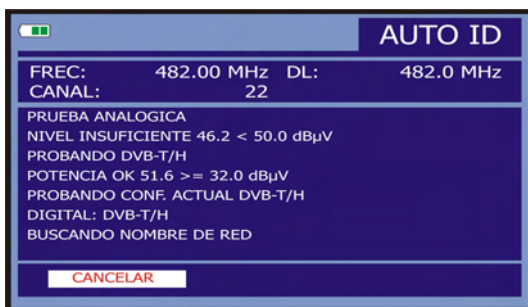 AUTO ID
FREC: 482.00 MHz DL: 482.0 MHz
CANAL: 22
PRUEBA ANALOGICA
NIVEL INSUFICIENTE 46.2 < 50.0 dBµV
PROBANDO DVB-T/H
POTENCIA OK 51.6 >= 32.0 dBµV
PROBANDO CONF. ACTUAL DVB-T/H
DIGITAL: DVB-T/H
BUSCANDO NOMBRE DE RED
CANCELAR